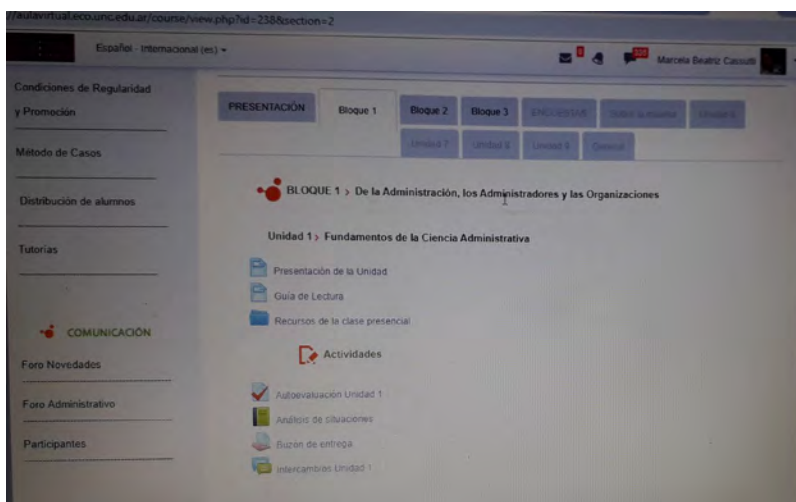 /aulavirtual.eco.unc.edu.ar/course/view.php?id=238&section=2
Español - Internacional (es)
Marcela Beatriz
Condiciones de Regularidad
y Promoción
Método de Casos
Distribución de alumnos
Tutorias
COMUNICACIÓN
Foro Novedades
Foro Administrativo
Participantes
PRESENTACIÓN
Bloque 1
Bloque 2
Bloque 3
ENCUESTAS
Unidad 7
Unidad 8
Unidad 9
General
BLOQUE 1 > De la Administración, los Administradores y las Organizaciones
Unidad 1 > Fundamentos de la Ciencia Administrativa
Presentación de la Unidad
Guía de Lectura
Recursos de la clase presencial
Actividades
Autoevaluación Unidad 1
Análisis de situaciones
Buzón de entrega
Intercambios Unidad 1